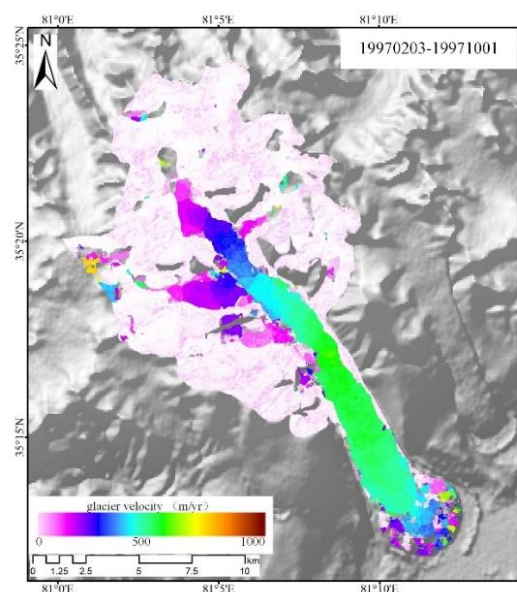 81°0'E 81°5'E 81°10'E
35°25'N
N
19970203-19971001
35°20'N
35°15'N
glacier velocity （m/yr）
0 500 1000
0 1.25 2.5 5 7.5 10
km
81°0'E 81°5'E 81°10'E